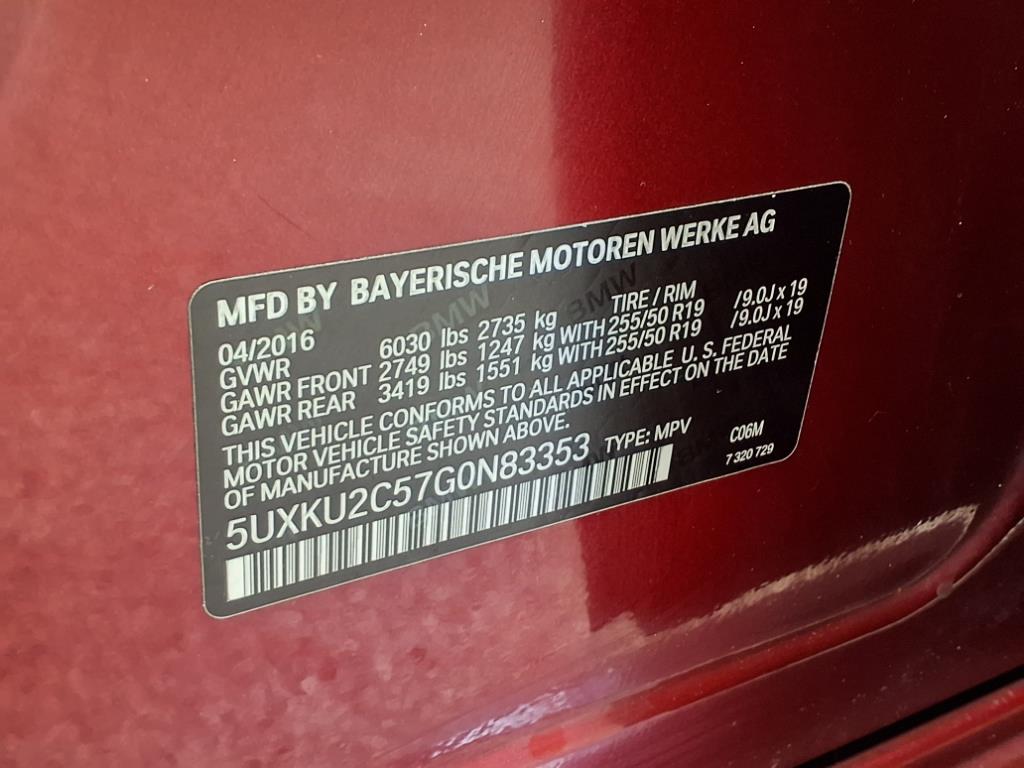 MFD BY BAYERISCHE MOTOREN WERKE AG
04/2016 TIRE / RIM
GVWR 6030 lbs 2735 kg
GAWR FRONT 2749 lbs 1247 kg WITH 255/50 R19 /9.0J x 19
GAWR REAR 3419 lbs 1551 kg WITH 255/50 R19 /9.0J x 19
THIS VEHICLE CONFORMS TO ALL APPLICABLE U. S. FEDERAL
MOTOR VEHICLE SAFETY STANDARDS IN EFFECT ON THE DATE
OF MANUFACTURE SHOWN ABOVE.
5UXKU2C57G0N83353 TYPE: MPV C06M
7 320 729
BMW
BMW